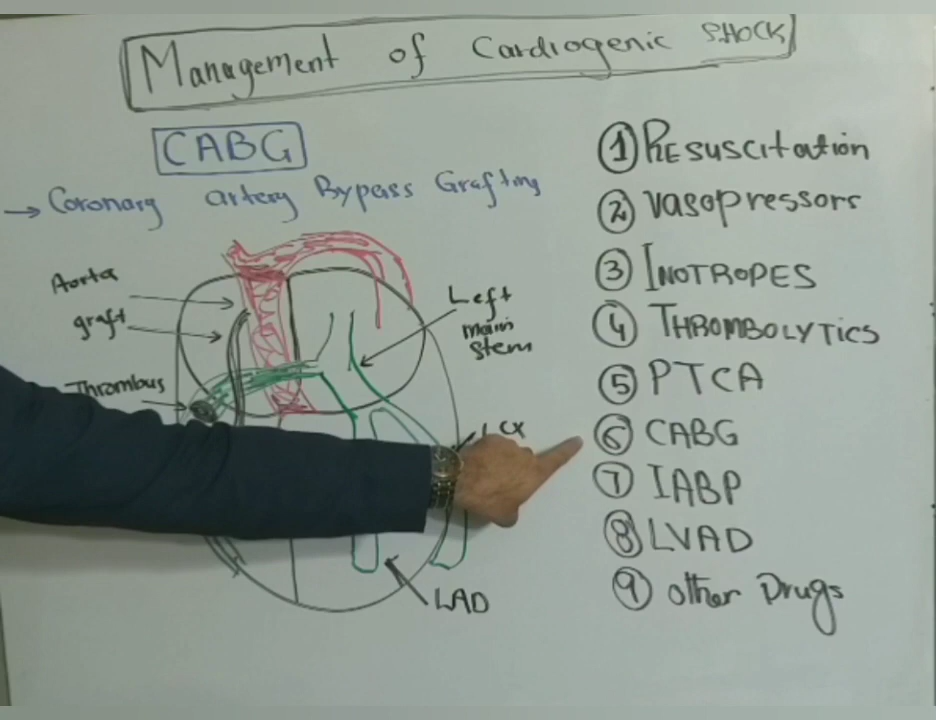 Management of Cardiogenic SHOCK
CABG
→ Coronary artery Bypass Grafting
Aorta
graft
Thrombus
Left
main
stem
LAD
① Resuscitation
② Vasopressors
③ INOTROPES
④ THROMBOLYTICS
⑤ PTCA
⑥ CABG
⑦ IABP
⑧ LVAD
⑨ other Drugs